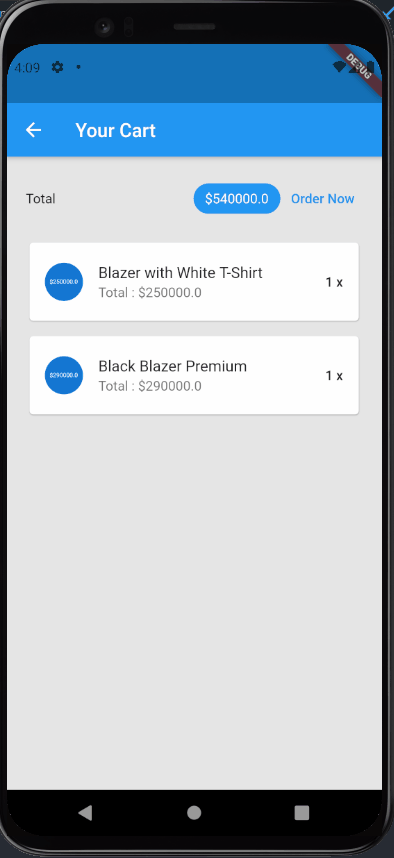 4:09
DEBUG
Your Cart
Total $540000.0 Order Now
Blazer with White T-Shirt
$250000.0 1 x
Total : $250000.0
Black Blazer Premium
$290000.0 1 x
Total : $290000.0